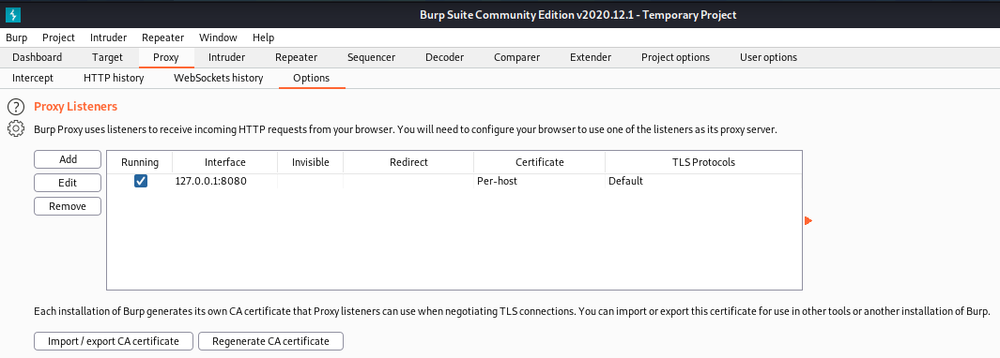 Burp Suite Community Edition v2020.12.1 - Temporary Project
Burp Project Intruder Repeater Window Help
Dashboard Target Proxy Intruder Repeater Sequencer Decoder Comparer Extender Project options User options
Intercept HTTP history WebSockets history Options
? Proxy Listeners
Burp Proxy uses listeners to receive incoming HTTP requests from your browser. You will need to configure your browser to use one of the listeners as its proxy server.
Add
Edit
Remove
Running Interface Invisible Redirect Certificate TLS Protocols
127.0.0.1:8080 Per-host Default
Each installation of Burp generates its own CA certificate that Proxy listeners can use when negotiating TLS connections. You can import or export this certificate for use in other tools or another installation of Burp.
Import / export CA certificate Regenerate CA certificate